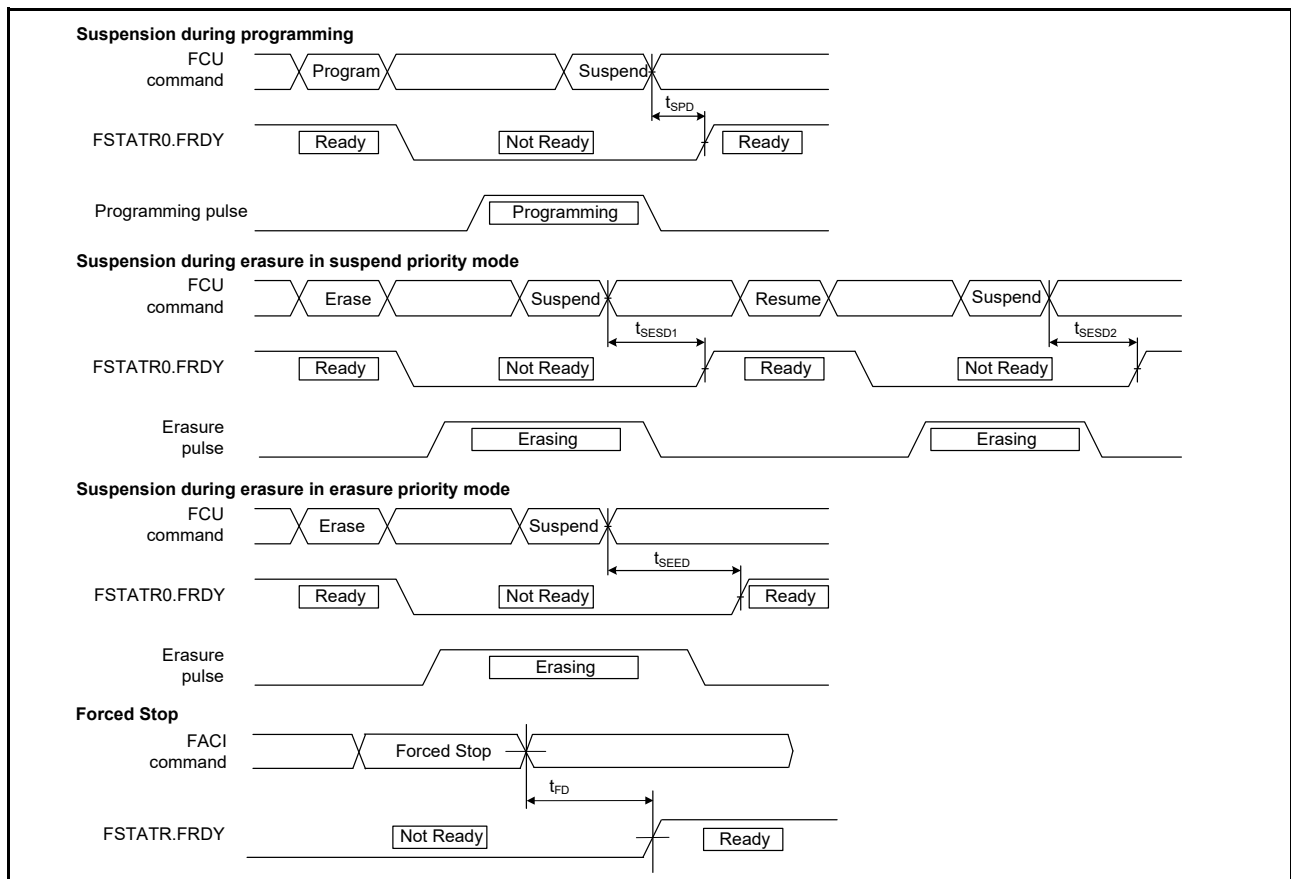 Suspension during programming
FCU
command
Program
Suspend
tSPD
FSTATR0.FRDY
Ready
Not Ready
Ready
Programming pulse
Programming
Suspension during erasure in suspend priority mode
FCU
command
Erase
Suspend
Resume
Suspend
tSESD1
tSESD2
FSTATR0.FRDY
Ready
Not Ready
Ready
Not Ready
Erasure
pulse
Erasing
Erasing
Suspension during erasure in erasure priority mode
FCU
command
Erase
Suspend
tSEED
FSTATR0.FRDY
Ready
Not Ready
Ready
Erasure
pulse
Erasing
Forced Stop
FACI
command
Forced Stop
tFD
FSTATR.FRDY
Not Ready
Ready